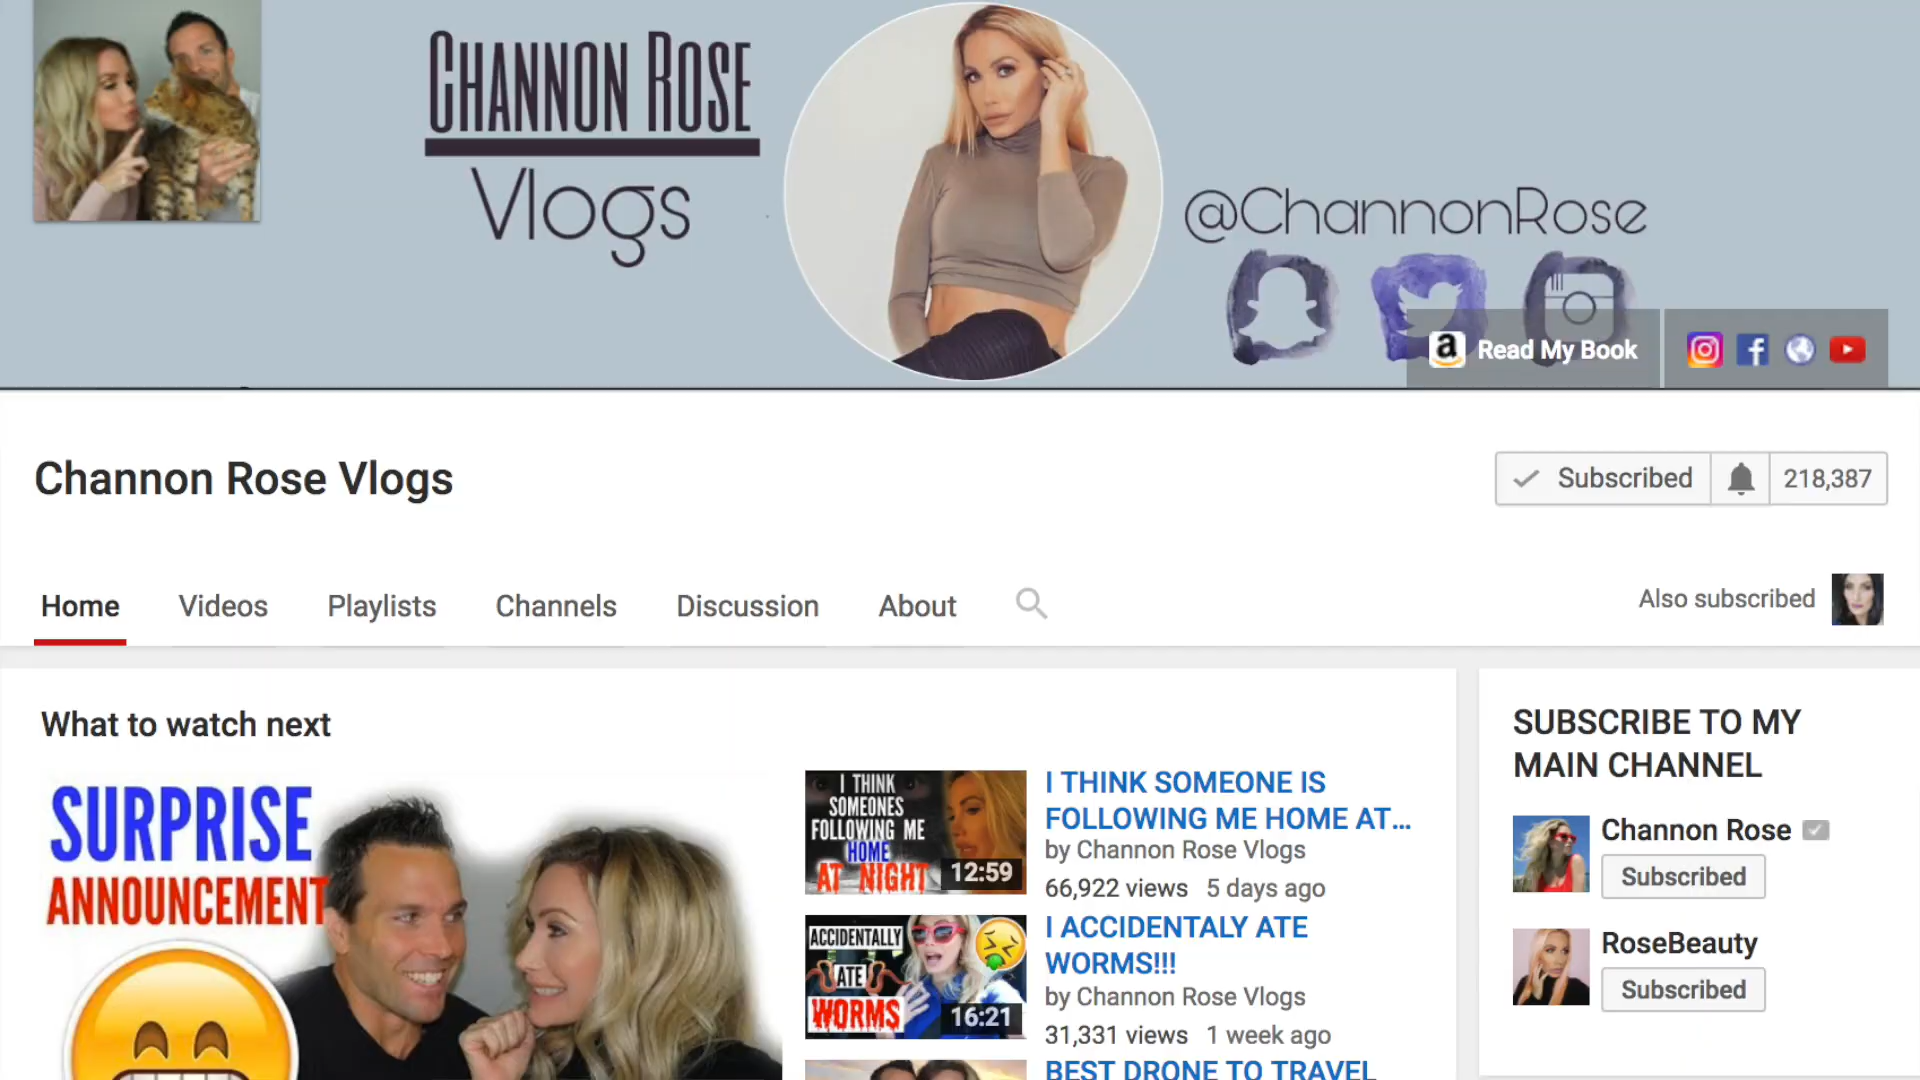 CHANNON ROSE
Vlogs
@ChannonRose
a Read My Book
f
Channon Rose Vlogs
Subscribed
218,387
Home
Videos
Playlists
Channels
Discussion
About
Also subscribed
What to watch next
SURPRISE
ANNOUNCEMENT
I THINK
SOMEONES
FOLLOWING ME
HOME
AT NIGHT
12:59
I THINK SOMEONE IS
FOLLOWING ME HOME AT...
by Channon Rose Vlogs
66,922 views 5 days ago
ACCIDENTALLY
ATE
WORMS
16:21
I ACCIDENTALY ATE
WORMS!!!
by Channon Rose Vlogs
31,331 views 1 week ago
BEST DRONE TO TRAVEL
SUBSCRIBE TO MY
MAIN CHANNEL
Channon Rose
Subscribed
RoseBeauty
Subscribed